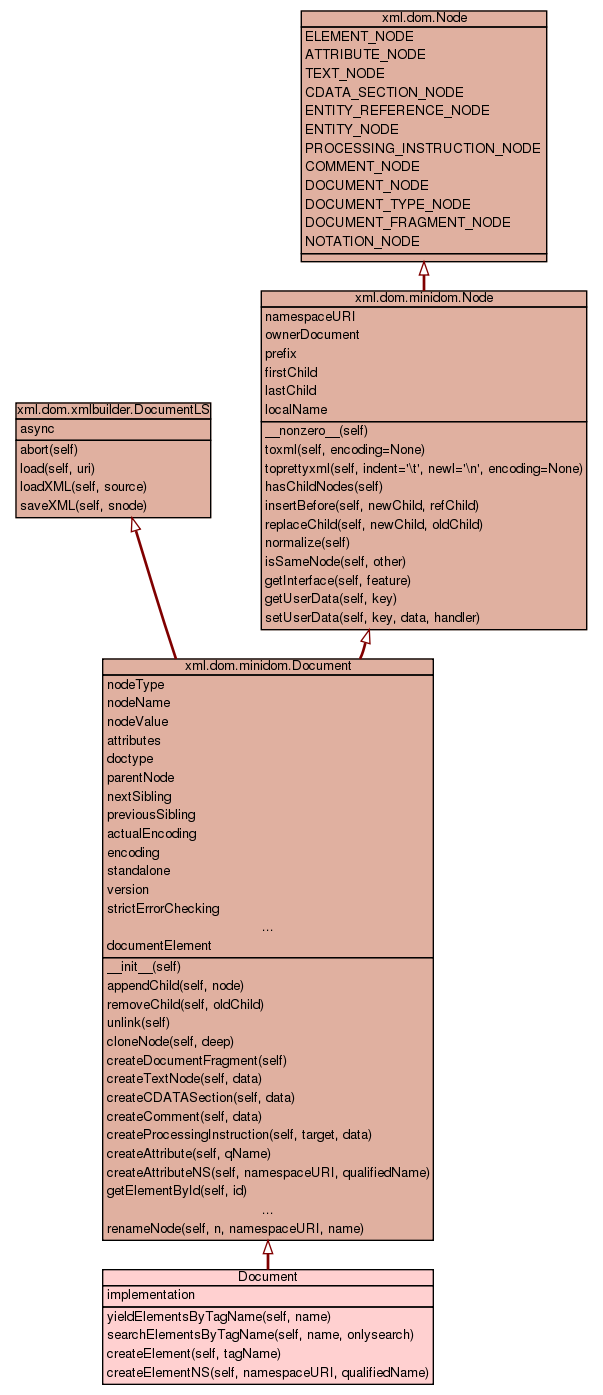 xml.dom.Node
ELEMENT_NODE
ATTRIBUTE_NODE
TEXT_NODE
CDATA_SECTION_NODE
ENTITY_REFERENCE_NODE
ENTITY_NODE
PROCESSING_INSTRUCTION_NODE
COMMENT_NODE
DOCUMENT_NODE
DOCUMENT_TYPE_NODE
DOCUMENT_FRAGMENT_NODE
NOTATION_NODE
xml.dom.minidom.Node
namespaceURI
ownerDocument
prefix
firstChild
lastChild
localName
__nonzero__(self)
toxml(self, encoding=None)
toprettyxml(self, indent='\t', newl='\n', encoding=None)
hasChildNodes(self)
insertBefore(self, newChild, refChild)
replaceChild(self, newChild, oldChild)
normalize(self)
isSameNode(self, other)
getInterface(self, feature)
getUserData(self, key)
setUserData(self, key, data, handler)
xml.dom.xmlbuilder.DocumentLS
async
abort(self)
load(self, uri)
loadXML(self, source)
saveXML(self, snode)
xml.dom.minidom.Document
nodeType
nodeName
nodeValue
attributes
doctype
parentNode
nextSibling
previousSibling
actualEncoding
encoding
standalone
version
strictErrorChecking
...
documentElement
__init__(self)
appendChild(self, node)
removeChild(self, oldChild)
unlink(self)
cloneNode(self, deep)
createDocumentFragment(self)
createTextNode(self, data)
createCDATASection(self, data)
createComment(self, data)
createProcessingInstruction(self, target, data)
createAttribute(self, qName)
createAttributeNS(self, namespaceURI, qualifiedName)
getElementById(self, id)
...
renameNode(self, n, namespaceURI, name)
Document
implementation
yieldElementsByTagName(self, name)
searchElementsByTagName(self, name, onlysearch)
createElement(self, tagName)
createElementNS(self, namespaceURI, qualifiedName)